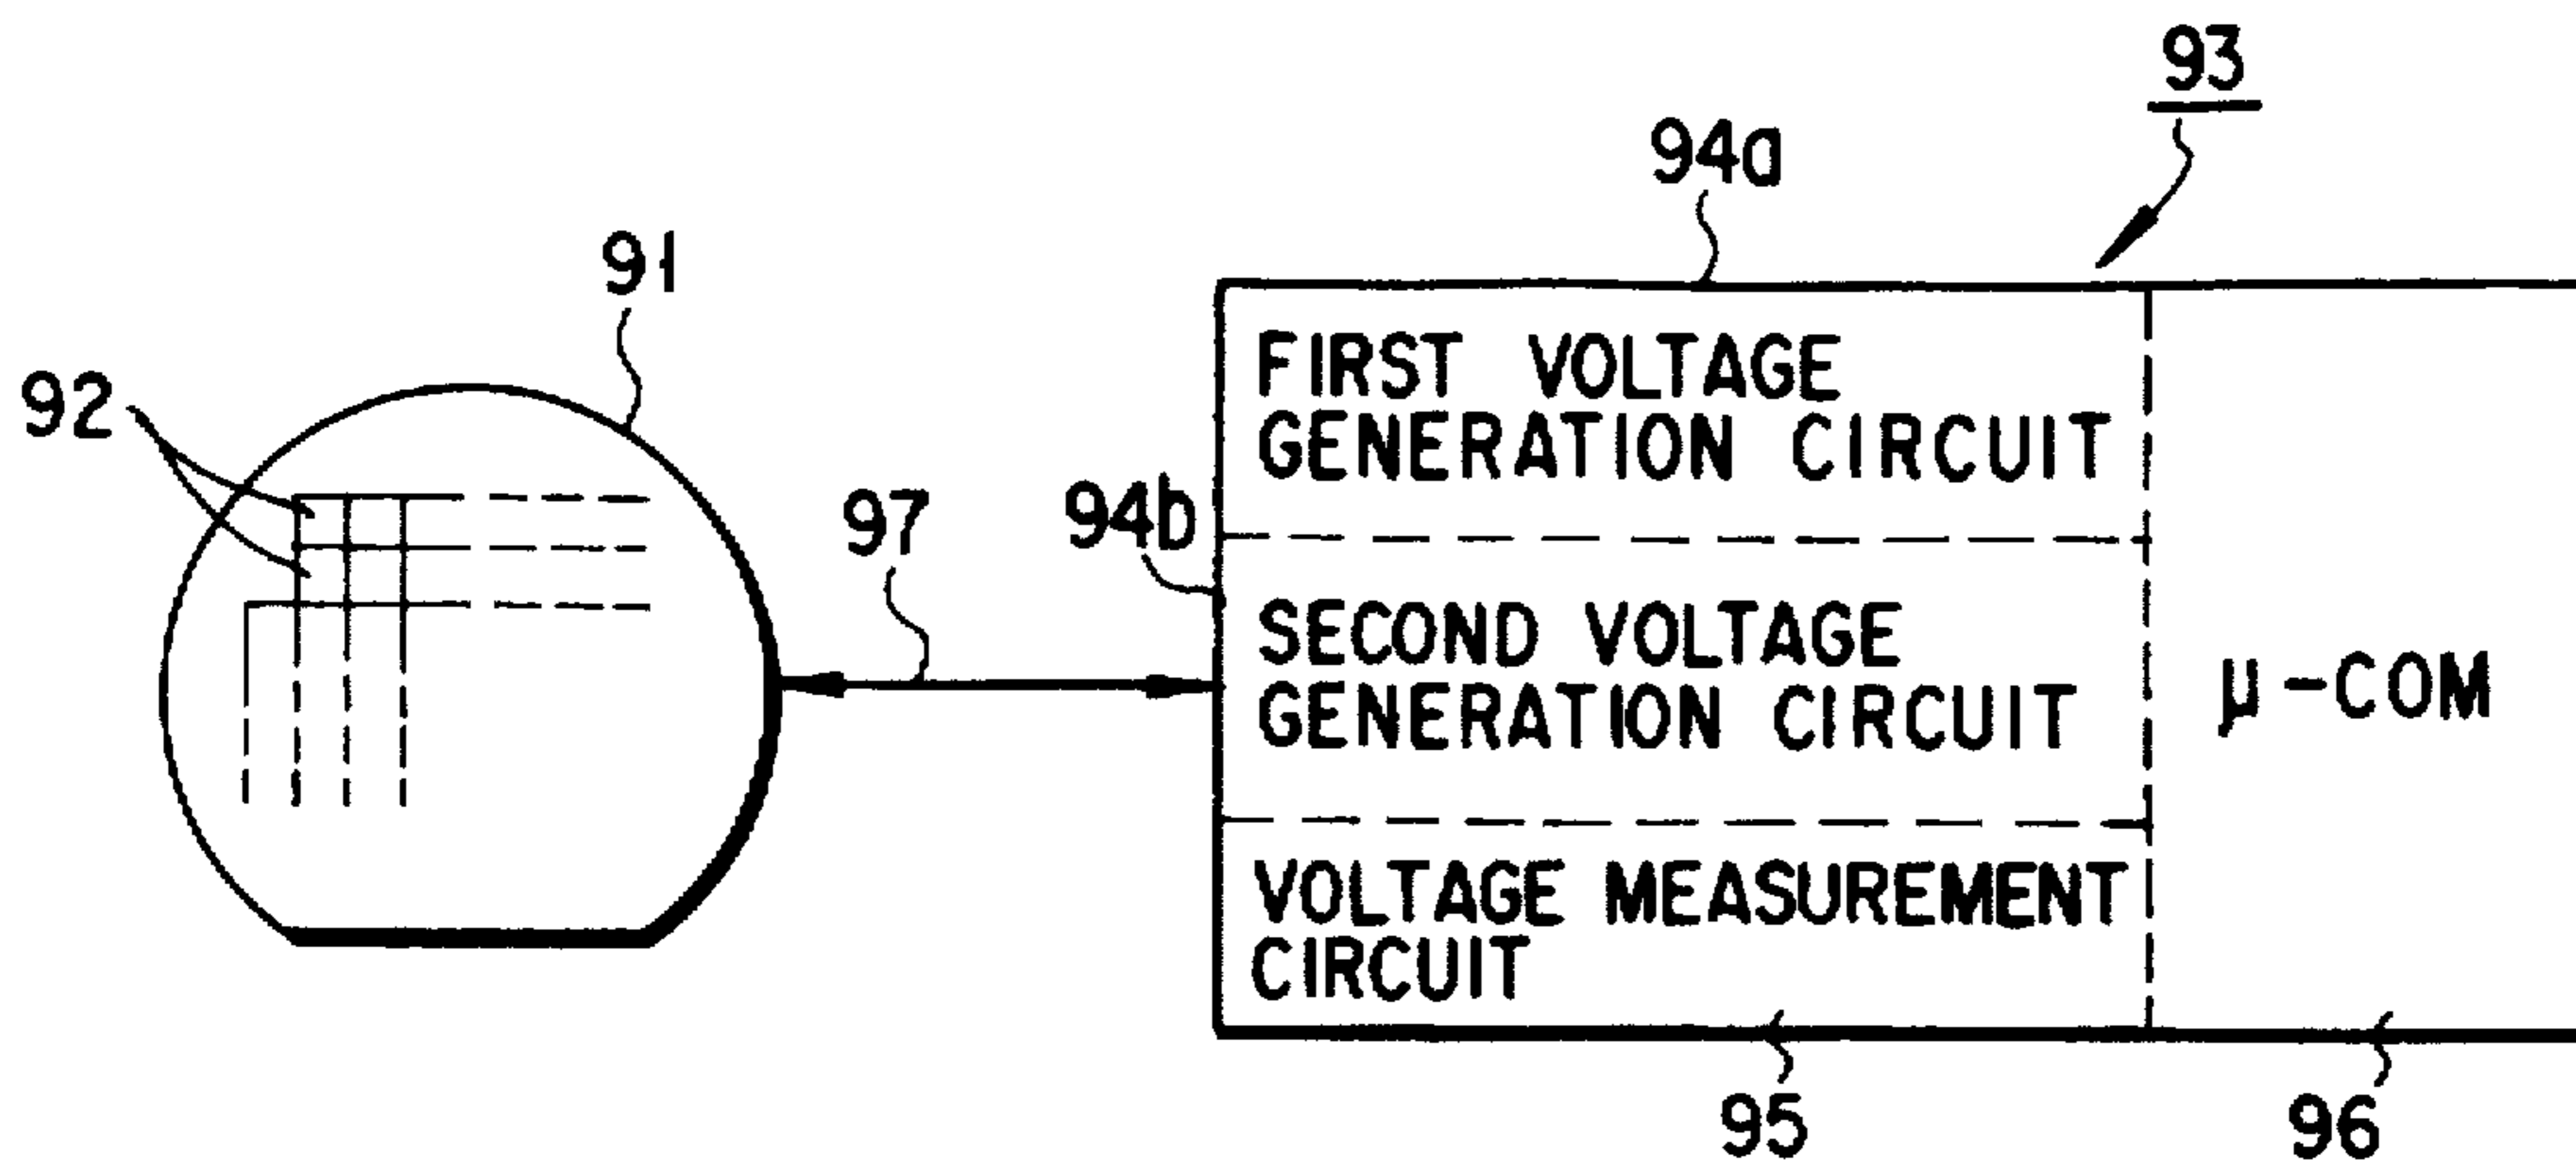 93
94a
91
92
FIRST VOLTAGE
GENERATION CIRCUIT
97
94b
SECOND VOLTAGE
GENERATION CIRCUIT
μ-COM
VOLTAGE MEASUREMENT
CIRCUIT
95
96